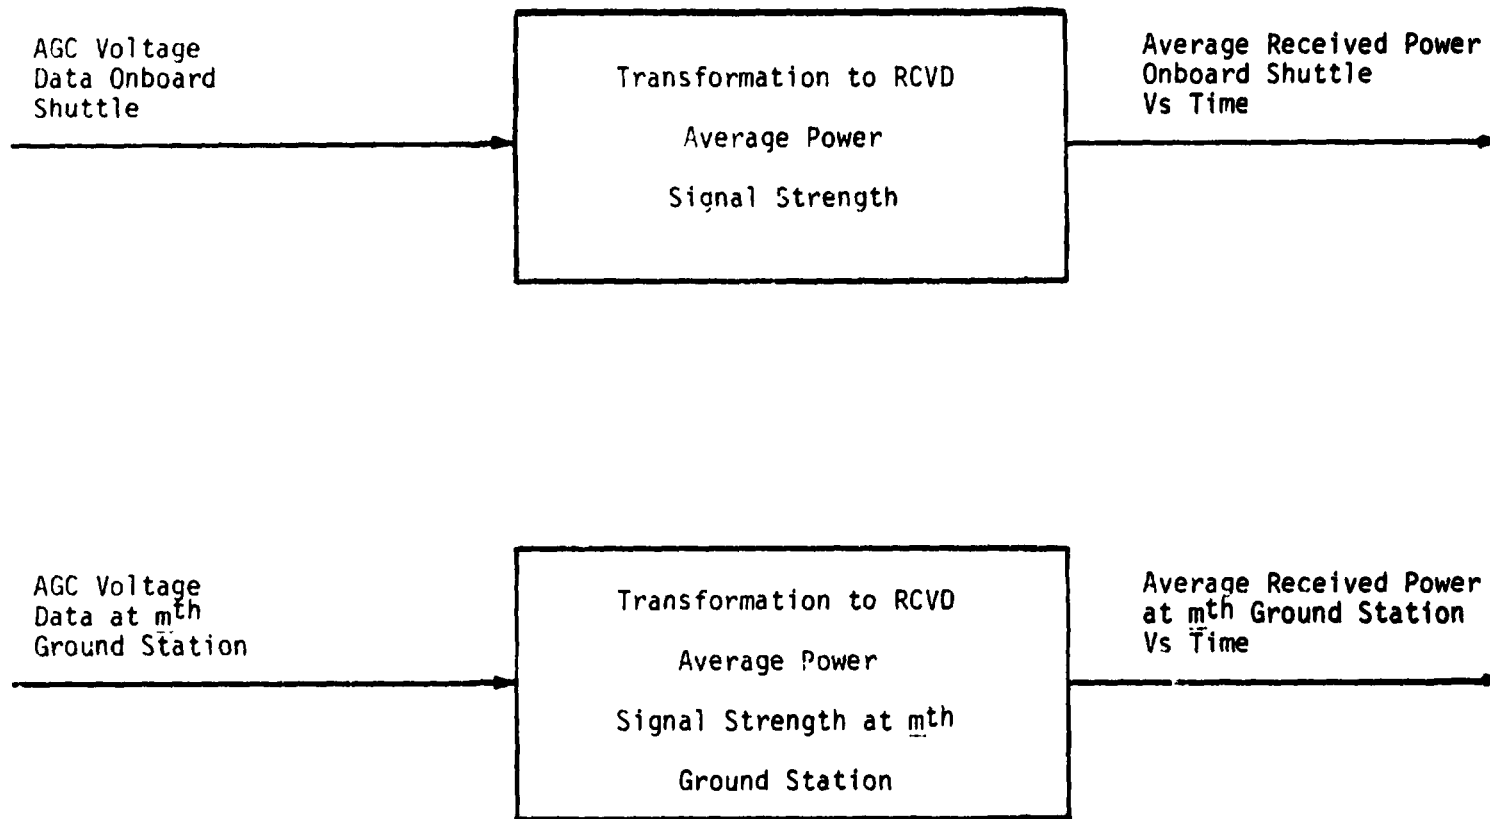 AGC Voltage
Data Onboard
Shuttle
Transformation to RCVD
Average Power
Signal Strength
Average Received Power
Onboard Shuttle
Vs Time
AGC Voltage
Data at mth
Ground Station
Transformation to RCVD
Average Power
Signal Strength at mth
Ground Station
Average Received Power
at mth Ground Station
Vs Time